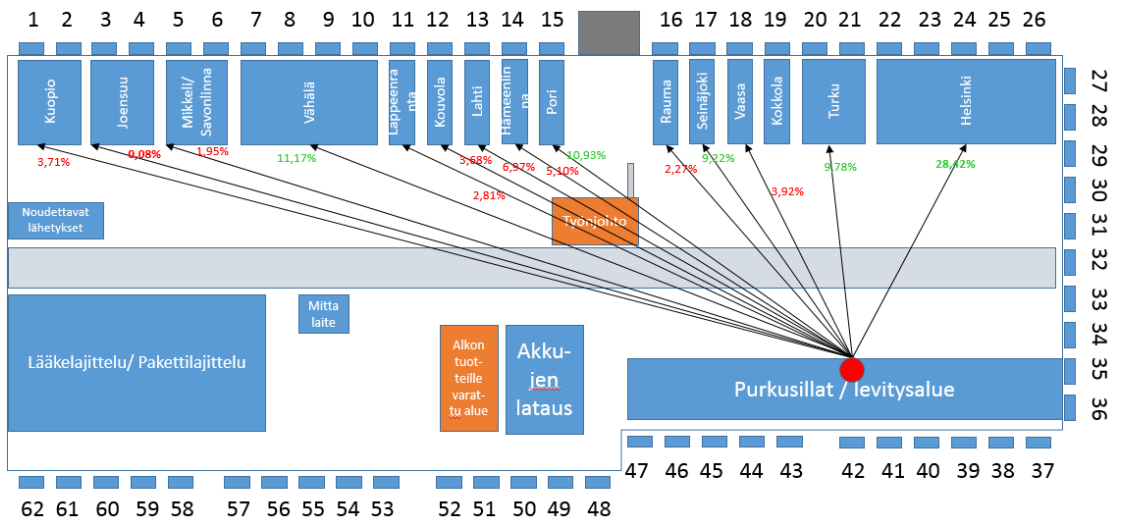 1 2 3 4 5 6 7 8 9 10 11 12 13 14 15 16 17 18 19 20 21 22 23 24 25 26
Kuopio
Joensuu
Mikkeli/
Savonlinna
Vähälä
Lappeenra
nta
Kouvola
Lahti
Hämeenlin
na
Pori
Rauma
Seinäjoki
Vaasa
Kokkola
Turku
Helsinki
3,71%
0,08%
1,95%
11,17%
2,81%
3,68%
6,97%
5,10%
10,93%
2,27%
9,22%
3,92%
9,78%
28,42%
27
28
29
30
31
32
33
34
35
36
Noudettavat
lähetykset
Työnjohto
Lääkelajittelu/ Pakettilajittelu
Mitta
laite
Alkon
tuot-
teille
varat-
tu alue
Akku-
jen
lataus
Purkusillat / levitysalue
47 46 45 44 43 42 41 40 39 38 37
62 61 60 59 58 57 56 55 54 53 52 51 50 49 48